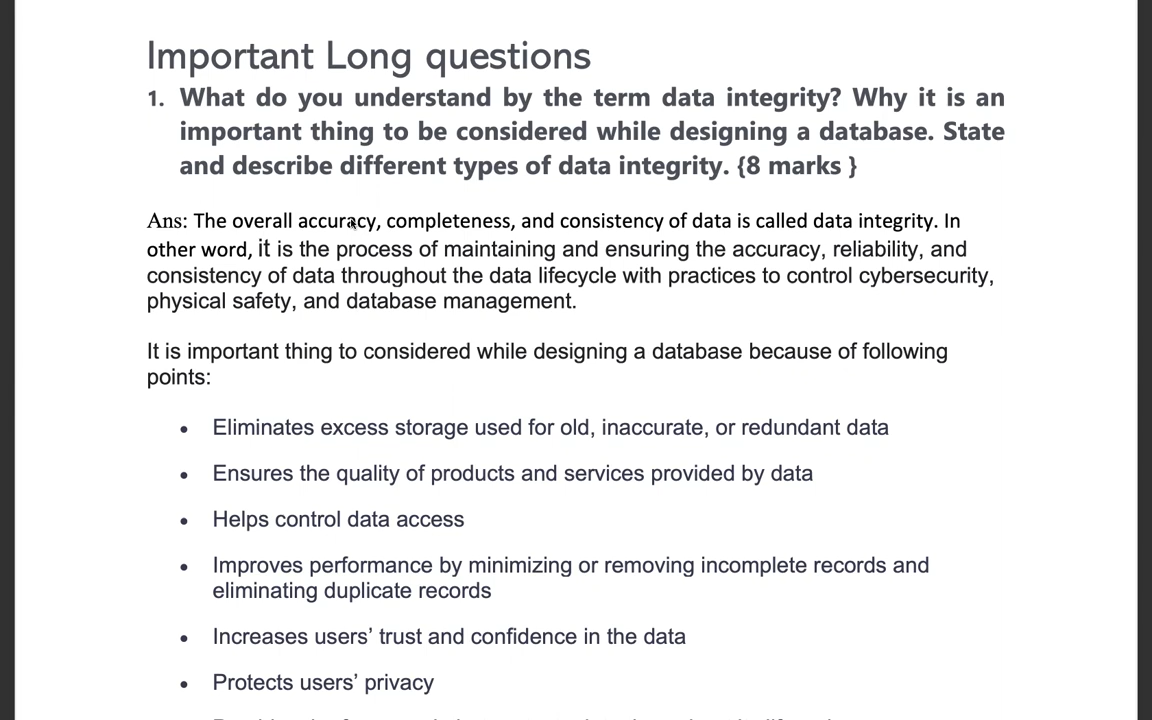 Important Long questions
1. What do you understand by the term data integrity? Why it is an
important thing to be considered while designing a database. State
and describe different types of data integrity. {8 marks }
Ans: The overall accuracy, completeness, and consistency of data is called data integrity. In
other word, it is the process of maintaining and ensuring the accuracy, reliability, and
consistency of data throughout the data lifecycle with practices to control cybersecurity,
physical safety, and database management.
It is important thing to considered while designing a database because of following
points:
• Eliminates excess storage used for old, inaccurate, or redundant data
• Ensures the quality of products and services provided by data
• Helps control data access
• Improves performance by minimizing or removing incomplete records and
eliminating duplicate records
• Increases users’ trust and confidence in the data
• Protects users’ privacy